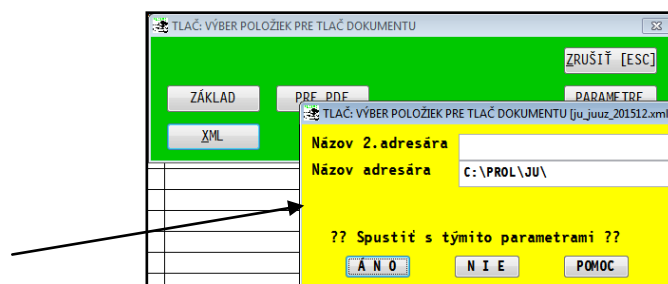 TLAČ: VÝBER POLOŽIEK PRE TLAČ DOKUMENTU
ZRUŠIŤ [ESC]
ZÁKLAD
PRE PDF
PARAMETRE
XML
TLAČ: VÝBER POLOŽIEK PRE TLAČ DOKUMENTU [ju_juuz_201512.xml
Názov 2.adresára
Názov adresára
C:\PROL\JU\
?? Spustiť s týmito parametrami ??
Á N O
N I E
POMOC